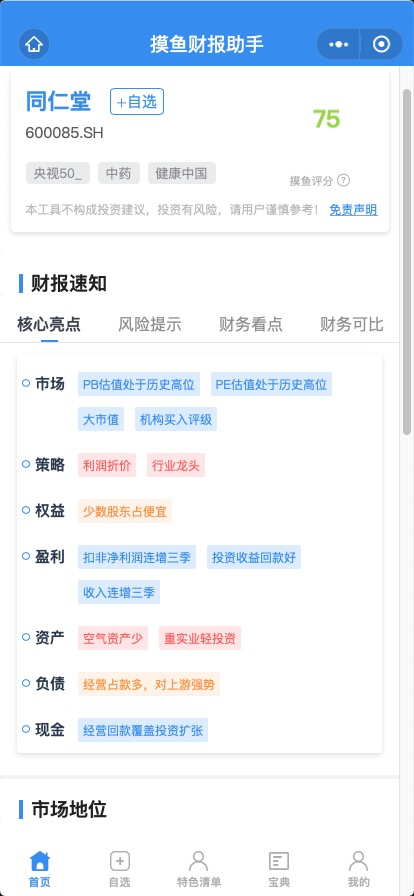 摸鱼财报助手
同仁堂 +自选
600085.SH
75
央视50_ 中药 健康中国
摸鱼评分 ?
本工具不构成投资建议，投资有风险，请用户谨慎参考！ 免责声明
财报速知
核心亮点 风险提示 财务看点 财务可比
市场 PB估值处于历史高位 PE估值处于历史高位
大市值 机构买入评级
策略 利润折价 行业龙头
权益 少数股东占便宜
盈利 扣非净利润连增三季 投资收益回款好
收入连增三季
资产 空气资产少 重实业轻投资
负债 经营占款多，对上游强势
现金 经营回款覆盖投资扩张
市场地位
首页 自选 特色清单 宝典 我的